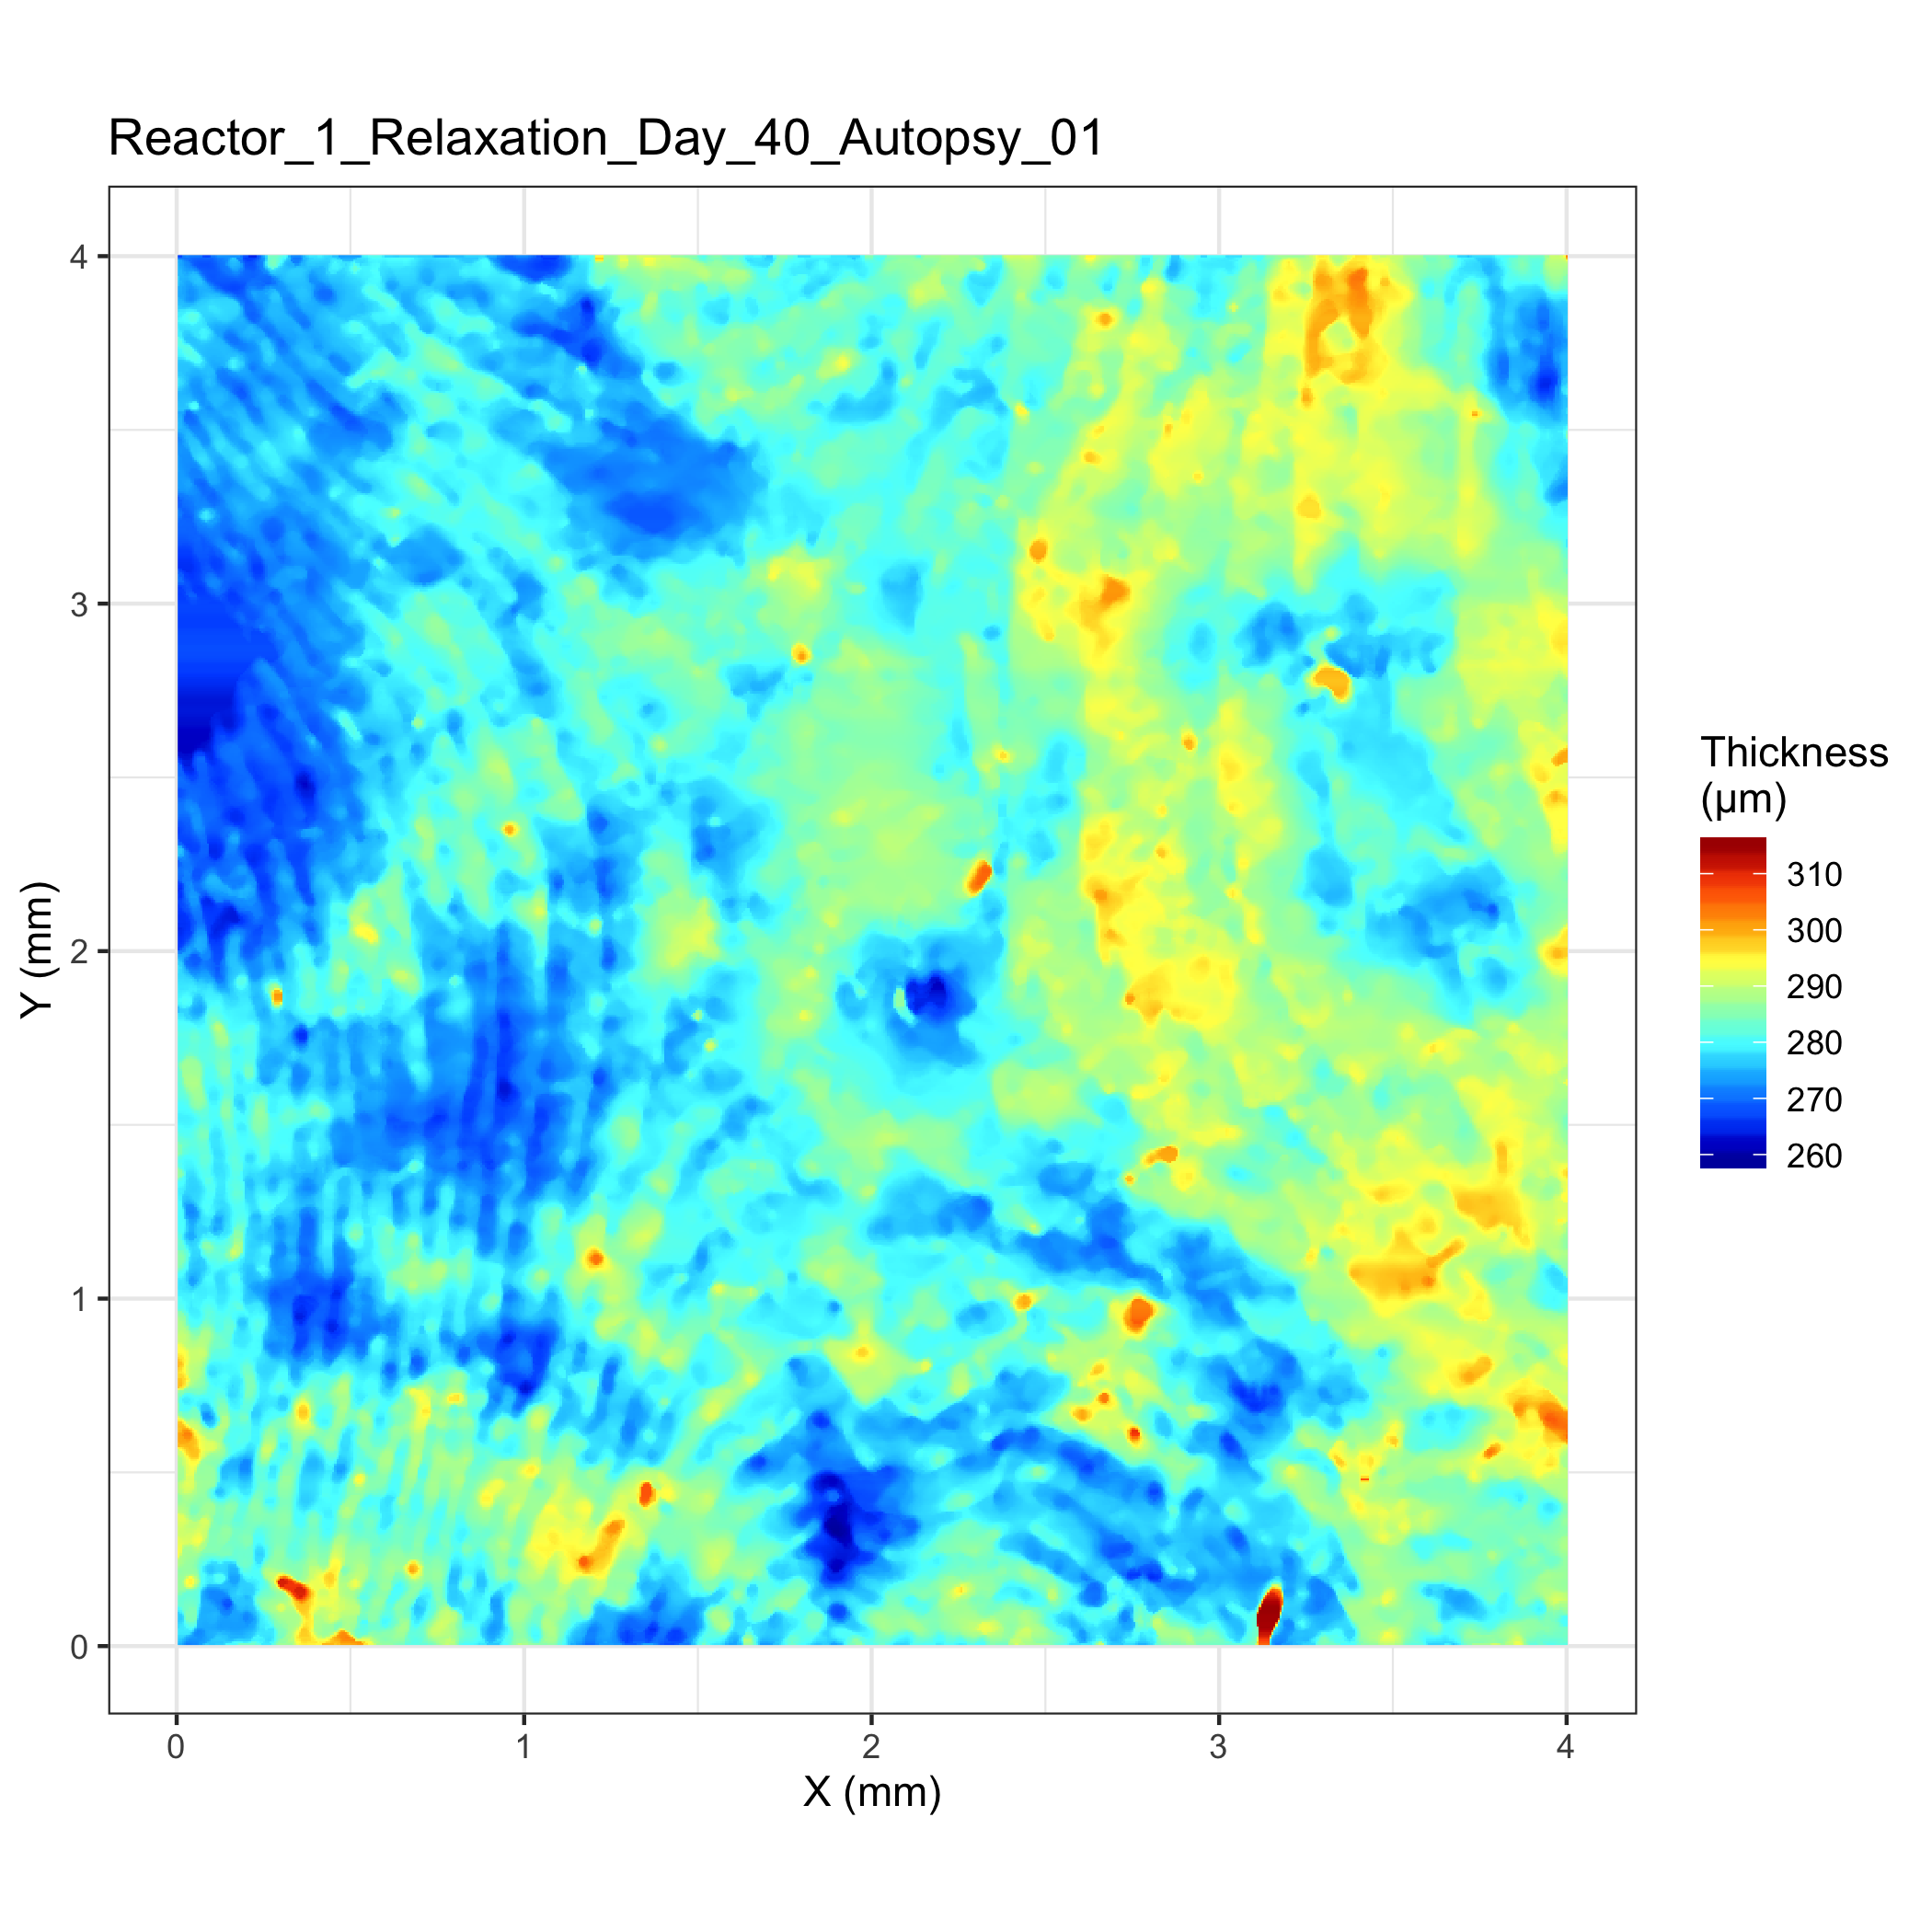 Reactor_1_Relaxation_Day_40_Autopsy_01
4
3
2
1
0
Y (mm)
0 1 2 3 4
X (mm)
Thickness
(µm)
310
300
290
280
270
260